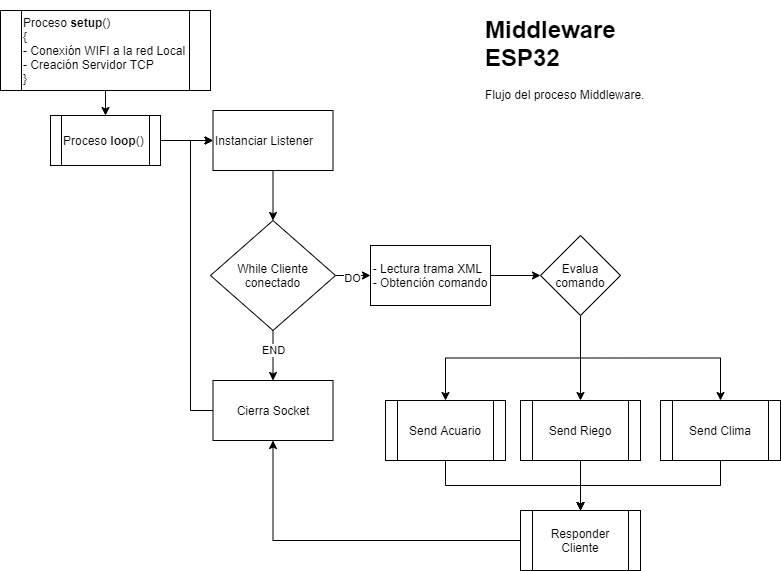 Proceso setup()
{
- Conexión WIFI a la red Local
- Creación Servidor TCP
}
Middleware
ESP32
Flujo del proceso Middleware.
Proceso loop()
Instanciar Listener
While Cliente
conectado
DO
- Lectura trama XML
- Obtención comando
Evalua
comando
END
Cierra Socket
Send Acuario
Send Riego
Send Clima
Responder
Cliente